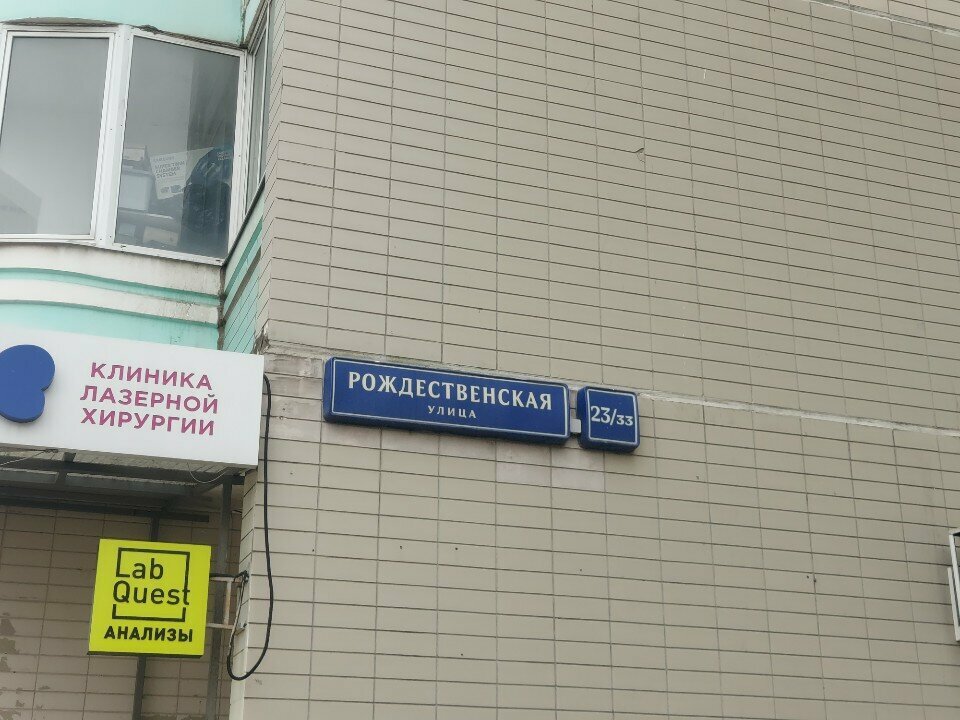 КЛИНИКА
ЛАЗЕРНОЙ
ХИРУРГИИ
РОЖДЕСТВЕНСКАЯ
УЛИЦА
23/33
Lab
Quest
АНАЛИЗЫ